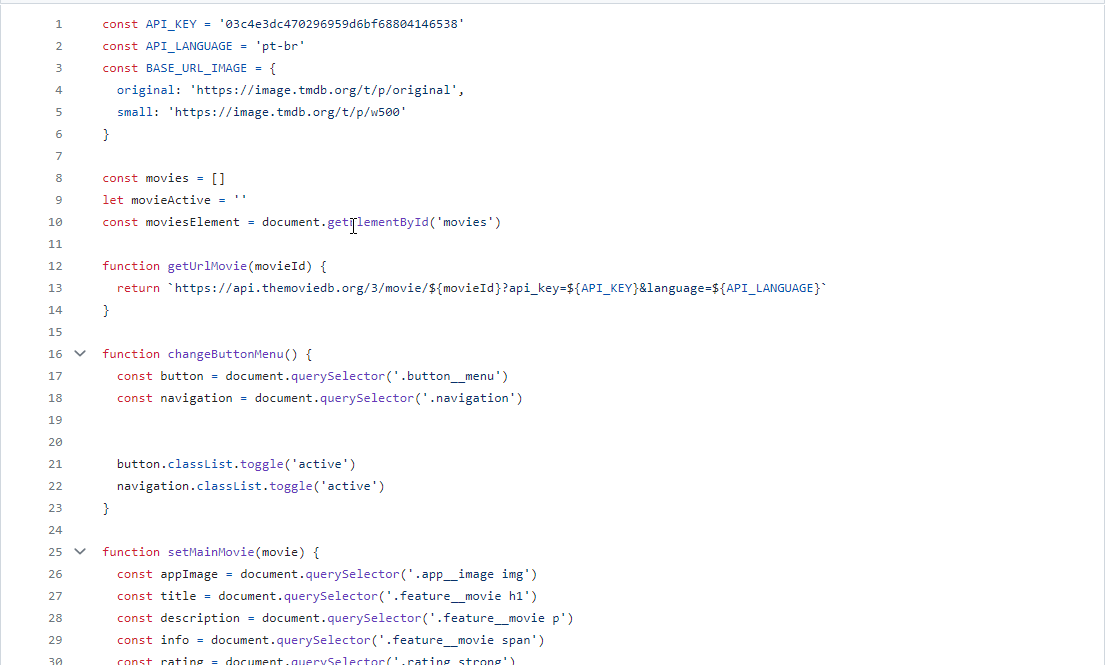 1 const API_KEY = '03c4e3dc470296959d6bf68804146538'
2 const API_LANGUAGE = 'pt-br'
3 const BASE_URL_IMAGE = {
4 original: 'https://image.tmdb.org/t/p/original',
5 small: 'https://image.tmdb.org/t/p/w500'
6 }
7
8 const movies = []
9 let movieActive = ''
10 const moviesElement = document.getElementById('movies')
11
12 function getUrlMovie(movieId) {
13 return `https://api.themoviedb.org/3/movie/${movieId}?api_key=${API_KEY}&language=${API_LANGUAGE}`
14 }
15
16 function changeButtonMenu() {
17 const button = document.querySelector('.button__menu')
18 const navigation = document.querySelector('.navigation')
19
20
21 button.classList.toggle('active')
22 navigation.classList.toggle('active')
23 }
24
25 function setMainMovie(movie) {
26 const appImage = document.querySelector('.app__image img')
27 const title = document.querySelector('.feature__movie h1')
28 const description = document.querySelector('.feature__movie p')
29 const info = document.querySelector('.feature__movie span')
30 const rating = document.querySelector('.rating strong')